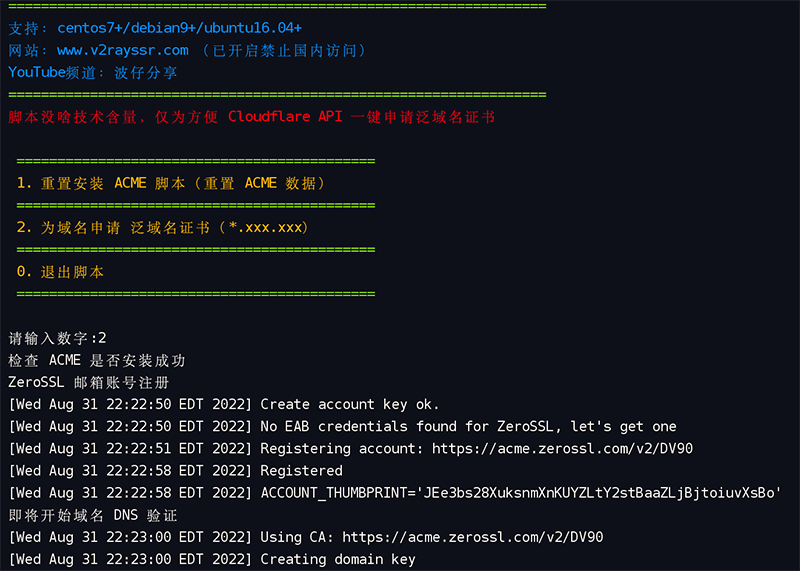 ==================================================================
支持：centos7+/debian9+/ubuntu16.04+
网站：www.v2rayssr.com （已开启禁止国内访问）
YouTube频道：波仔分享
==================================================================
脚本没啥技术含量，仅为方便 Cloudflare API 一键申请泛域名证书
============================================
1. 重置安装 ACME 脚本（重置 ACME 数据）
============================================
2. 为域名申请 泛域名证书（*.xxx.xxx）
============================================
0. 退出脚本
============================================
请输入数字:2
检查 ACME 是否安装成功
ZeroSSL 邮箱账号注册
[Wed Aug 31 22:22:50 EDT 2022] Create account key ok.
[Wed Aug 31 22:22:50 EDT 2022] No EAB credentials found for ZeroSSL, let's get one
[Wed Aug 31 22:22:51 EDT 2022] Registering account: https://acme.zerossl.com/v2/DV90
[Wed Aug 31 22:22:58 EDT 2022] Registered
[Wed Aug 31 22:22:58 EDT 2022] ACCOUNT_THUMBPRINT='JEe3bs28XuksnmXnKUYZLtY2stBaaZLjBjtoiuvXsBo'
即将开始域名 DNS 验证
[Wed Aug 31 22:23:00 EDT 2022] Using CA: https://acme.zerossl.com/v2/DV90
[Wed Aug 31 22:23:00 EDT 2022] Creating domain key